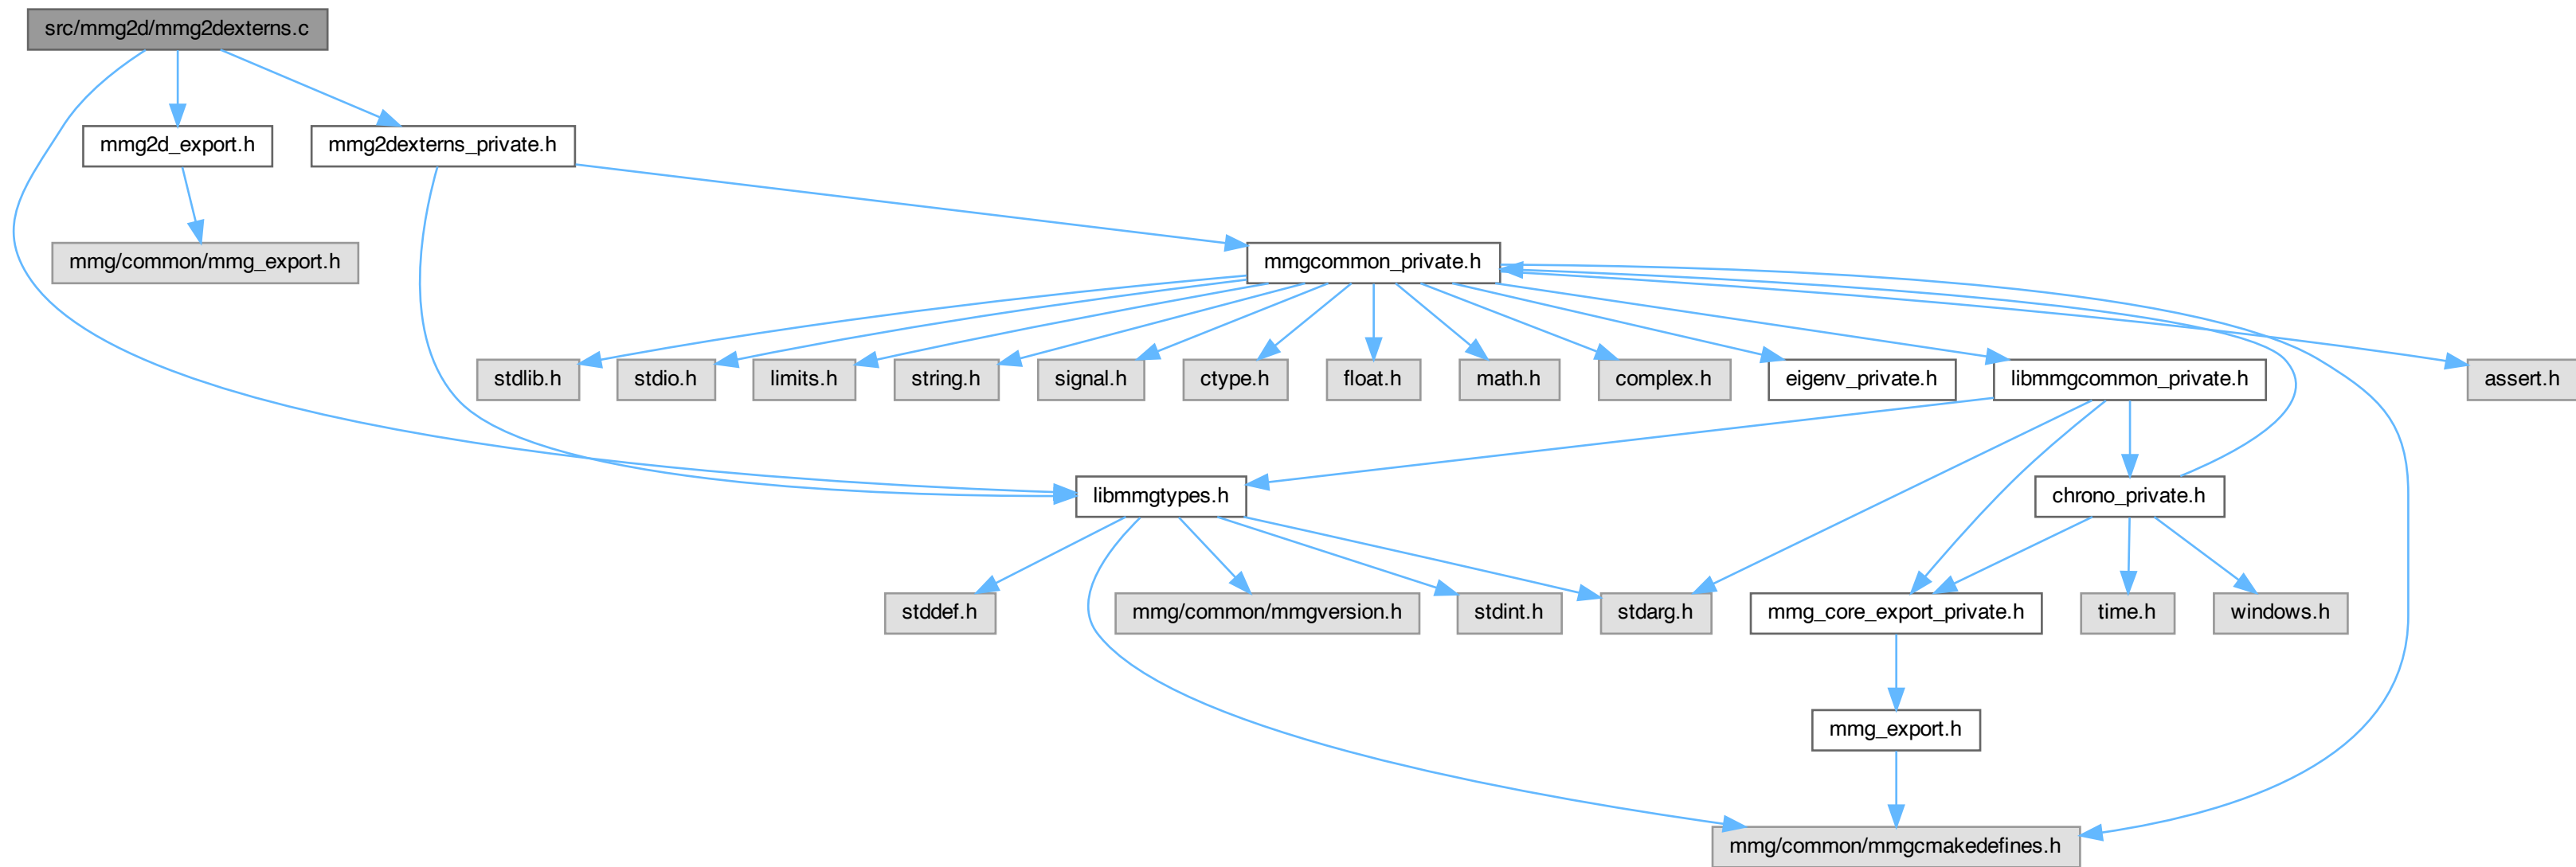 src/mmg2d/mmg2dexterns.c
mmg2d_export.h
mmg2dexterns_private.h
mmg/common/mmg_export.h
mmgcommon_private.h
stdlib.h
stdio.h
limits.h
string.h
signal.h
ctype.h
float.h
math.h
complex.h
eigenv_private.h
libmmgcommon_private.h
assert.h
libmmgtypes.h
chrono_private.h
stddef.h
mmg/common/mmgversion.h
stdint.h
stdarg.h
mmg_core_export_private.h
time.h
windows.h
mmg_export.h
mmg/common/mmgcmakedefines.h